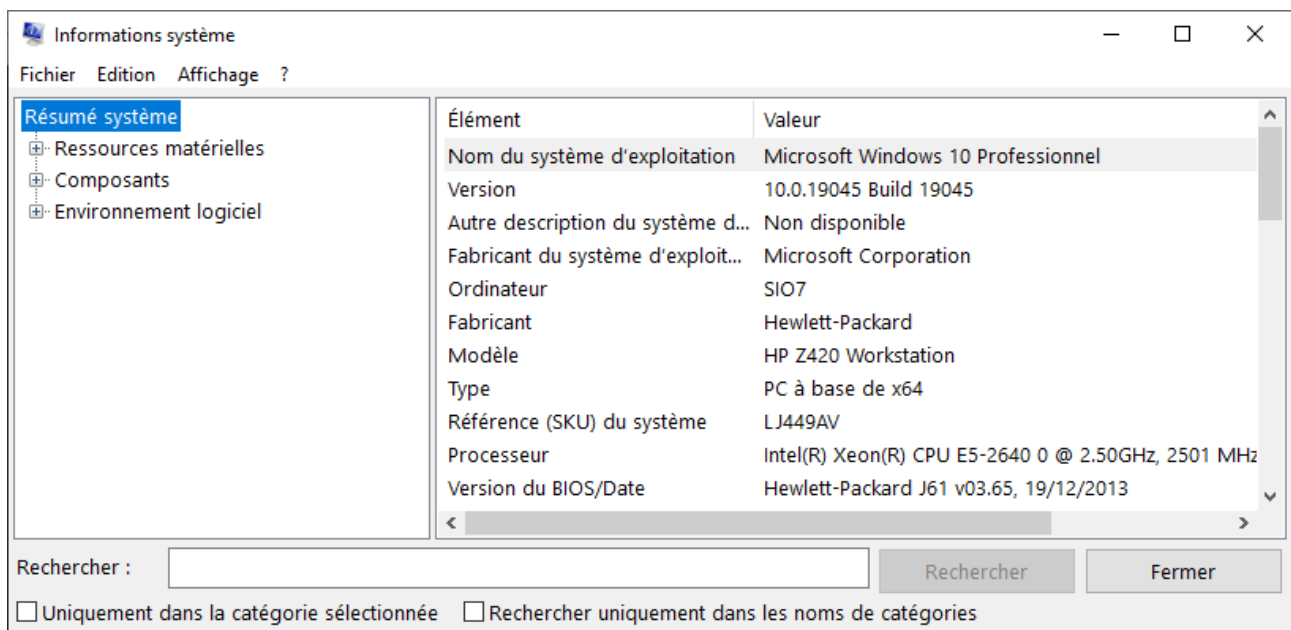 Informations système
Fichier Edition Affichage ?
Résumé système
Ressources matérielles
Composants
Environnement logiciel
Élément Valeur
Nom du système d'exploitation Microsoft Windows 10 Professionnel
Version 10.0.19045 Build 19045
Autre description du système d... Non disponible
Fabricant du système d'exploit... Microsoft Corporation
Ordinateur SIO7
Fabricant Hewlett-Packard
Modèle HP Z420 Workstation
Type PC à base de x64
Référence (SKU) du système LJ449AV
Processeur Intel(R) Xeon(R) CPU E5-2640 0 @ 2.50GHz, 2501 MHz
Version du BIOS/Date Hewlett-Packard J61 v03.65, 19/12/2013
Rechercher : Rechercher Fermer
Uniquement dans la catégorie sélectionnée Rechercher uniquement dans les noms de catégories